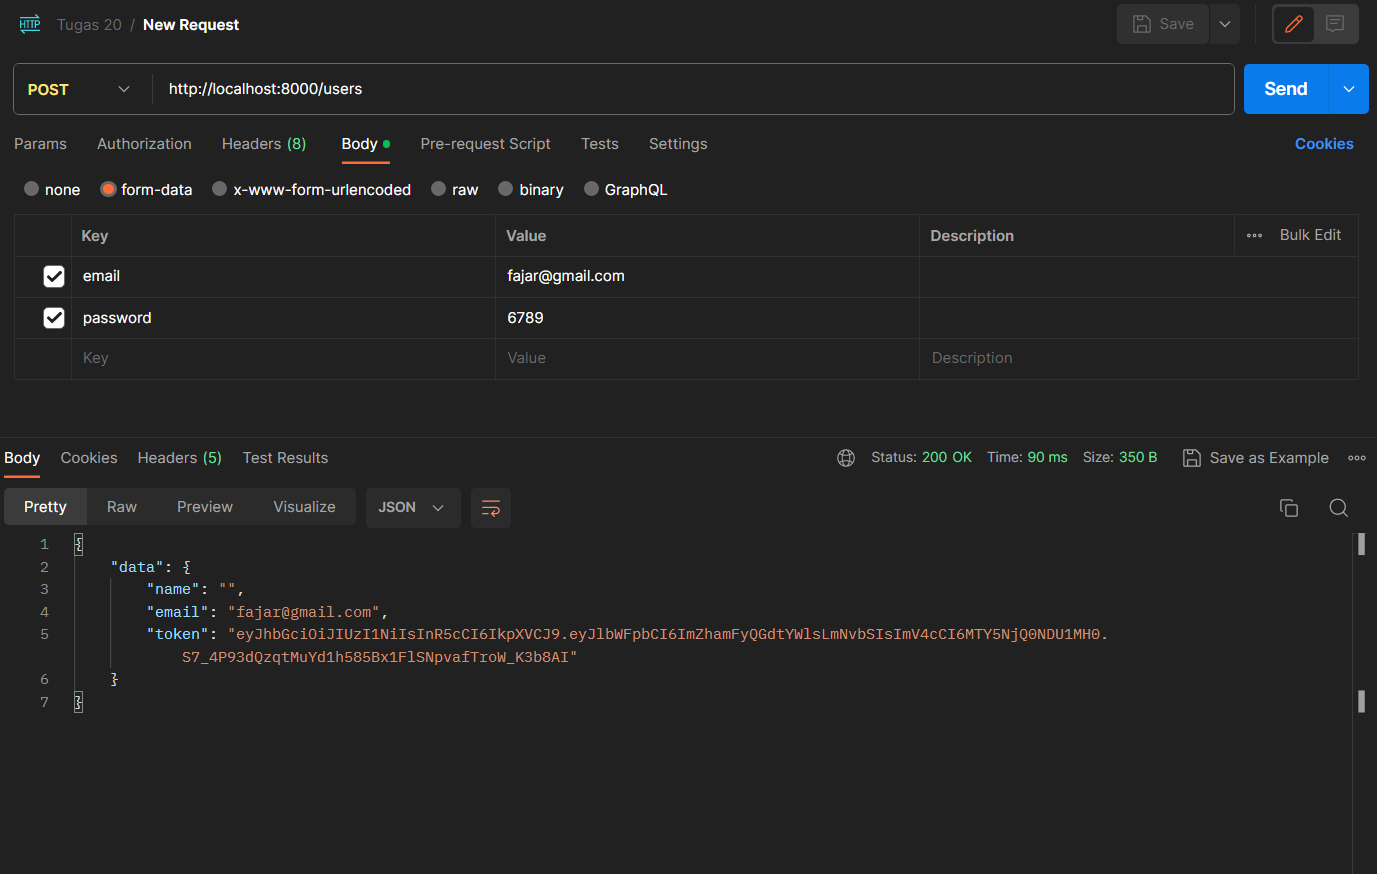 HTTP Tugas 20 / New Request Save
POST http://localhost:8000/users Send
Params Authorization Headers (8) Body Pre-request Script Tests Settings Cookies
none form-data x-www-form-urlencoded raw binary GraphQL
Key Value Description Bulk Edit
email fajar@gmail.com
password 6789
Key Value Description
Body Cookies Headers (5) Test Results Status: 200 OK Time: 90 ms Size: 350 B Save as Example
Pretty Raw Preview Visualize JSON
1 {
2 "data": {
3 "name": "",
4 "email": "fajar@gmail.com",
5 "token": "eyJhbGciOiJIUzI1NiIsInR5cCI6IkpXVCJ9.eyJlbWFpbCI6ImZhamFyQGdtYWlsLmNvbSIsImV4cCI6MTY5NjQ0NDU1MH0.
S7_4P93dQzqtMuYd1h585Bx1FlSNpvafTroW_K3b8AI"
6 }
7 }